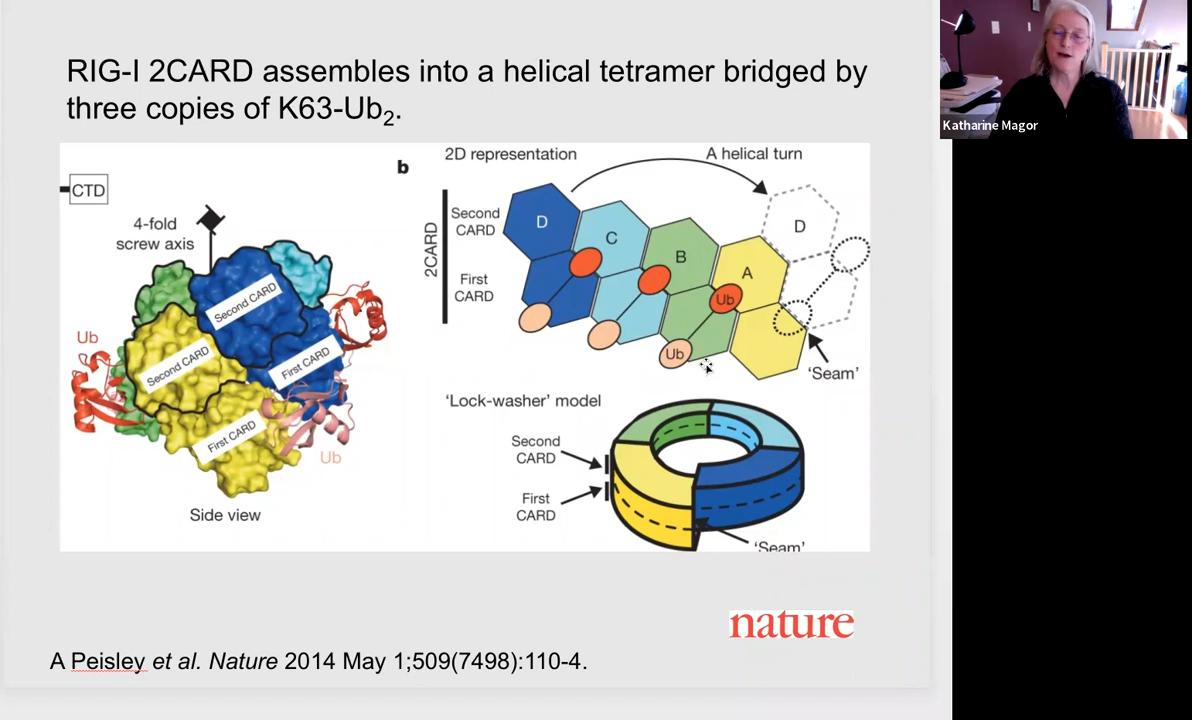 RIG-I 2CARD assembles into a helical tetramer bridged by
three copies of K63-Ub2.
Katharine Magor
CTD
4-fold
screw axis
Second CARD
Second CARD
First CARD
First CARD
Ub
Ub
Side view
b
2D representation
A helical turn
2CARD
Second
CARD
First
CARD
D
C
B
A
D
Ub
Ub
'Seam'
'Lock-washer' model
Second
CARD
First
CARD
'Seam'
nature
A Peisley et al. Nature 2014 May 1;509(7498):110-4.